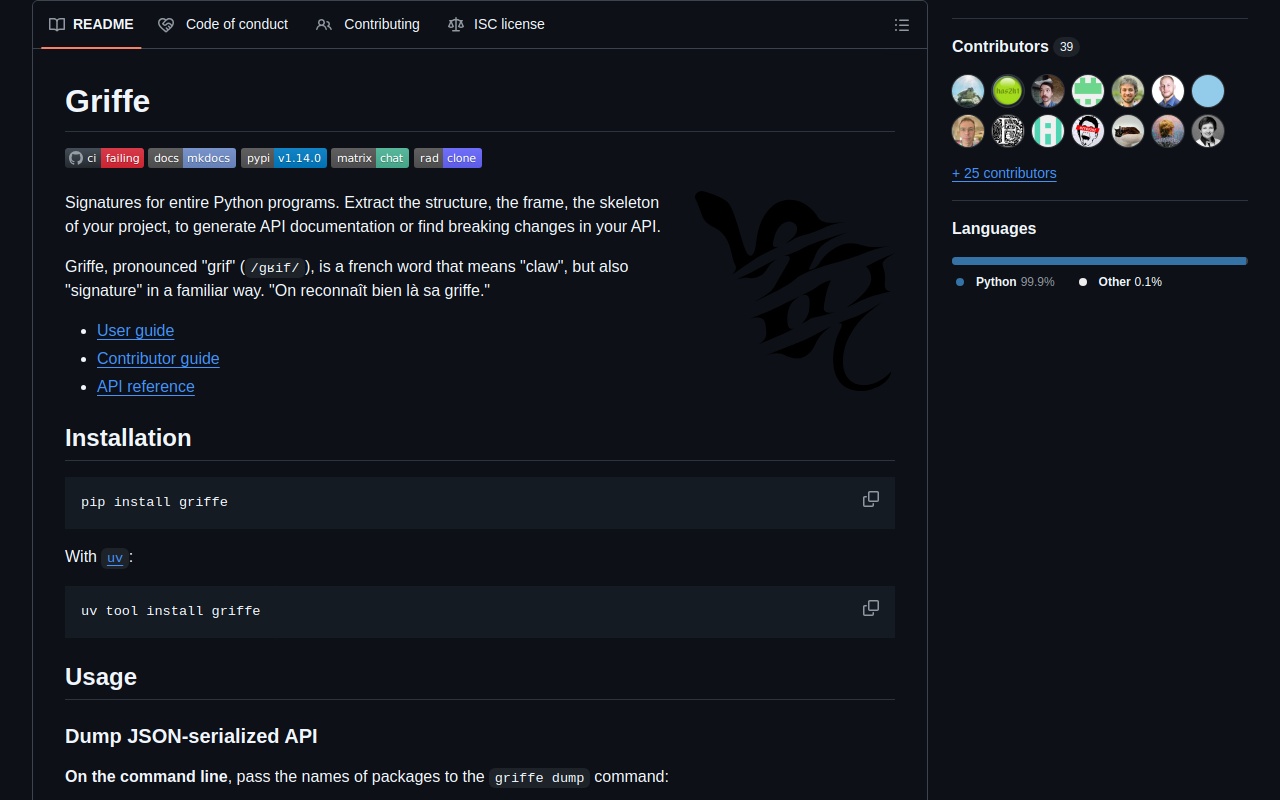 README
Code of conduct
Contributing
ISC license
Griffe
ci failing
docs mkdocs
pypi v1.14.0
matrix chat
rad clone
Signatures for entire Python programs. Extract the structure, the frame, the skeleton
of your project, to generate API documentation or find breaking changes in your API.
Griffe, pronounced "grif" (/gʁif/), is a french word that means "claw", but also
"signature" in a familiar way. "On reconnaît bien là sa griffe."
User guide
Contributor guide
API reference
Installation
pip install griffe
With uv:
uv tool install griffe
Usage
Dump JSON-serialized API
On the command line, pass the names of packages to the griffe dump command:
Contributors 39
+ 25 contributors
Languages
Python 99.9%
Other 0.1%